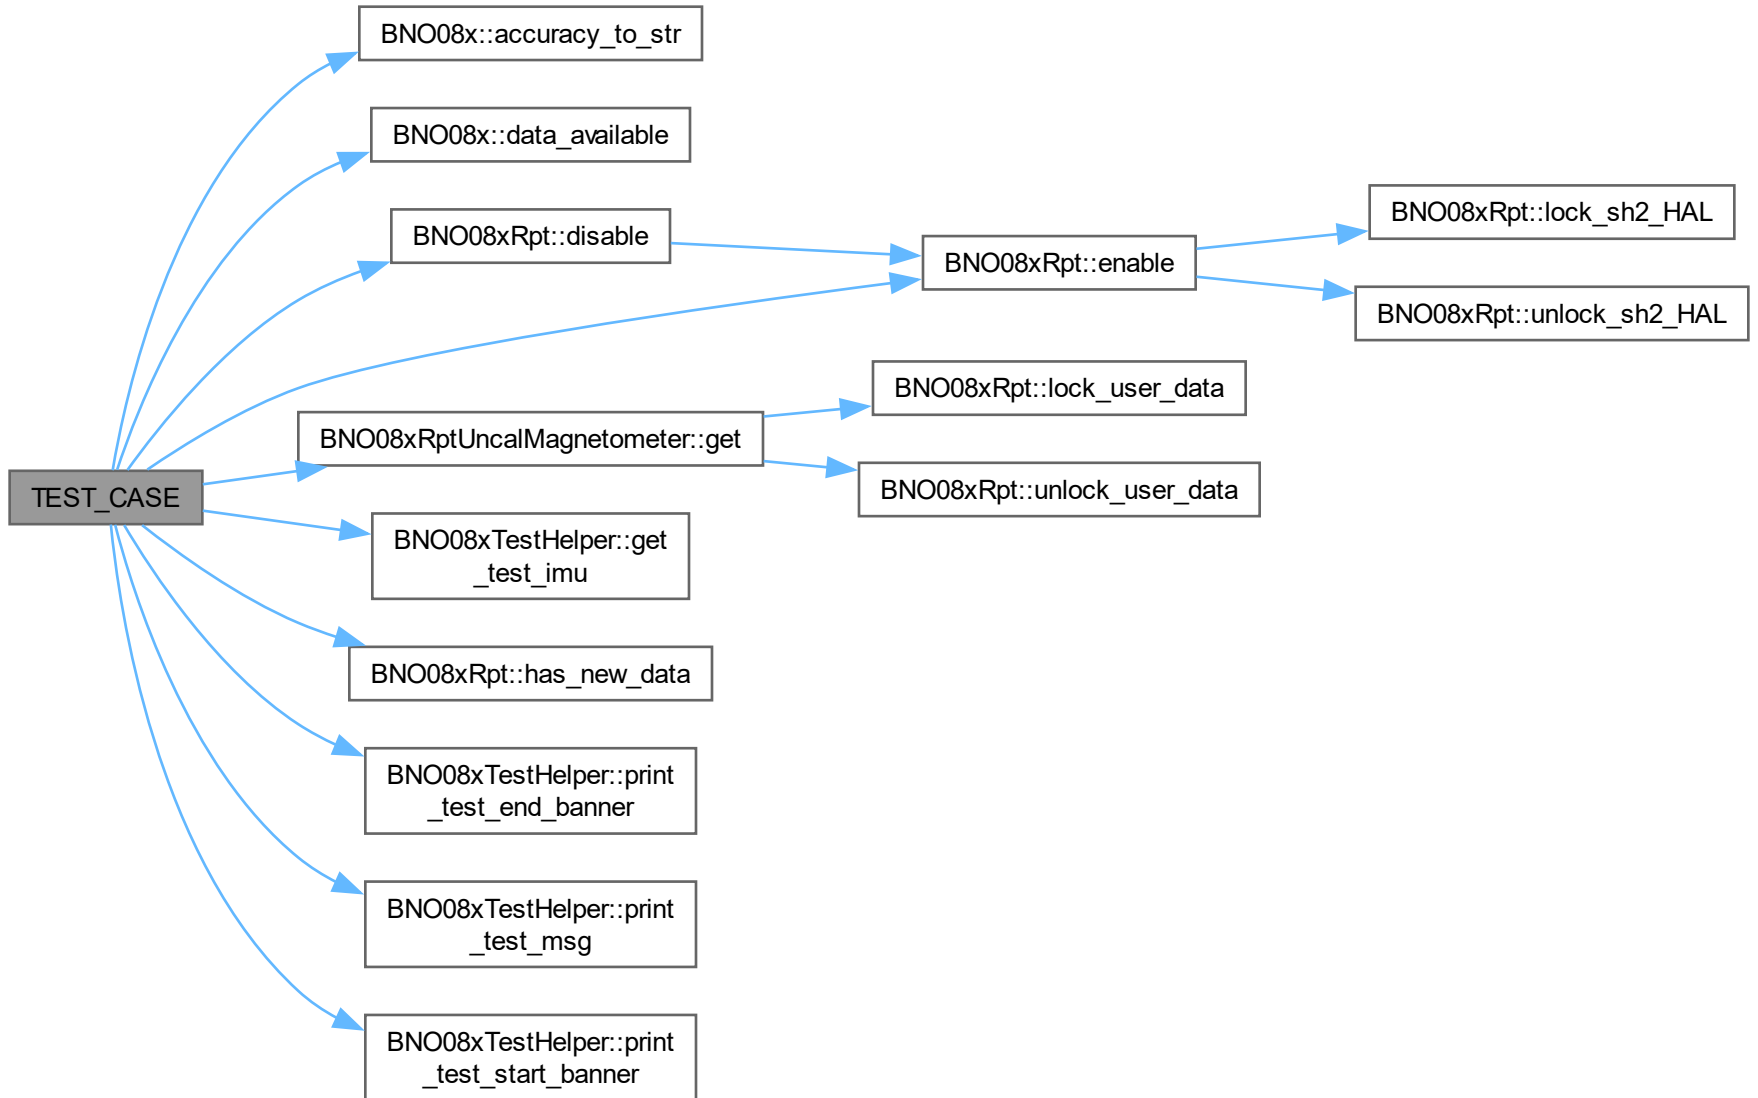 BNO08x::accuracy_to_str
BNO08x::data_available
BNO08xRpt::disable
BNO08xRpt::enable
BNO08xRpt::lock_sh2_HAL
BNO08xRpt::unlock_sh2_HAL
BNO08xRptUncalMagnetometer::get
BNO08xRpt::lock_user_data
BNO08xRpt::unlock_user_data
TEST_CASE
BNO08xTestHelper::get
_test_imu
BNO08xRpt::has_new_data
BNO08xTestHelper::print
_test_end_banner
BNO08xTestHelper::print
_test_msg
BNO08xTestHelper::print
_test_start_banner